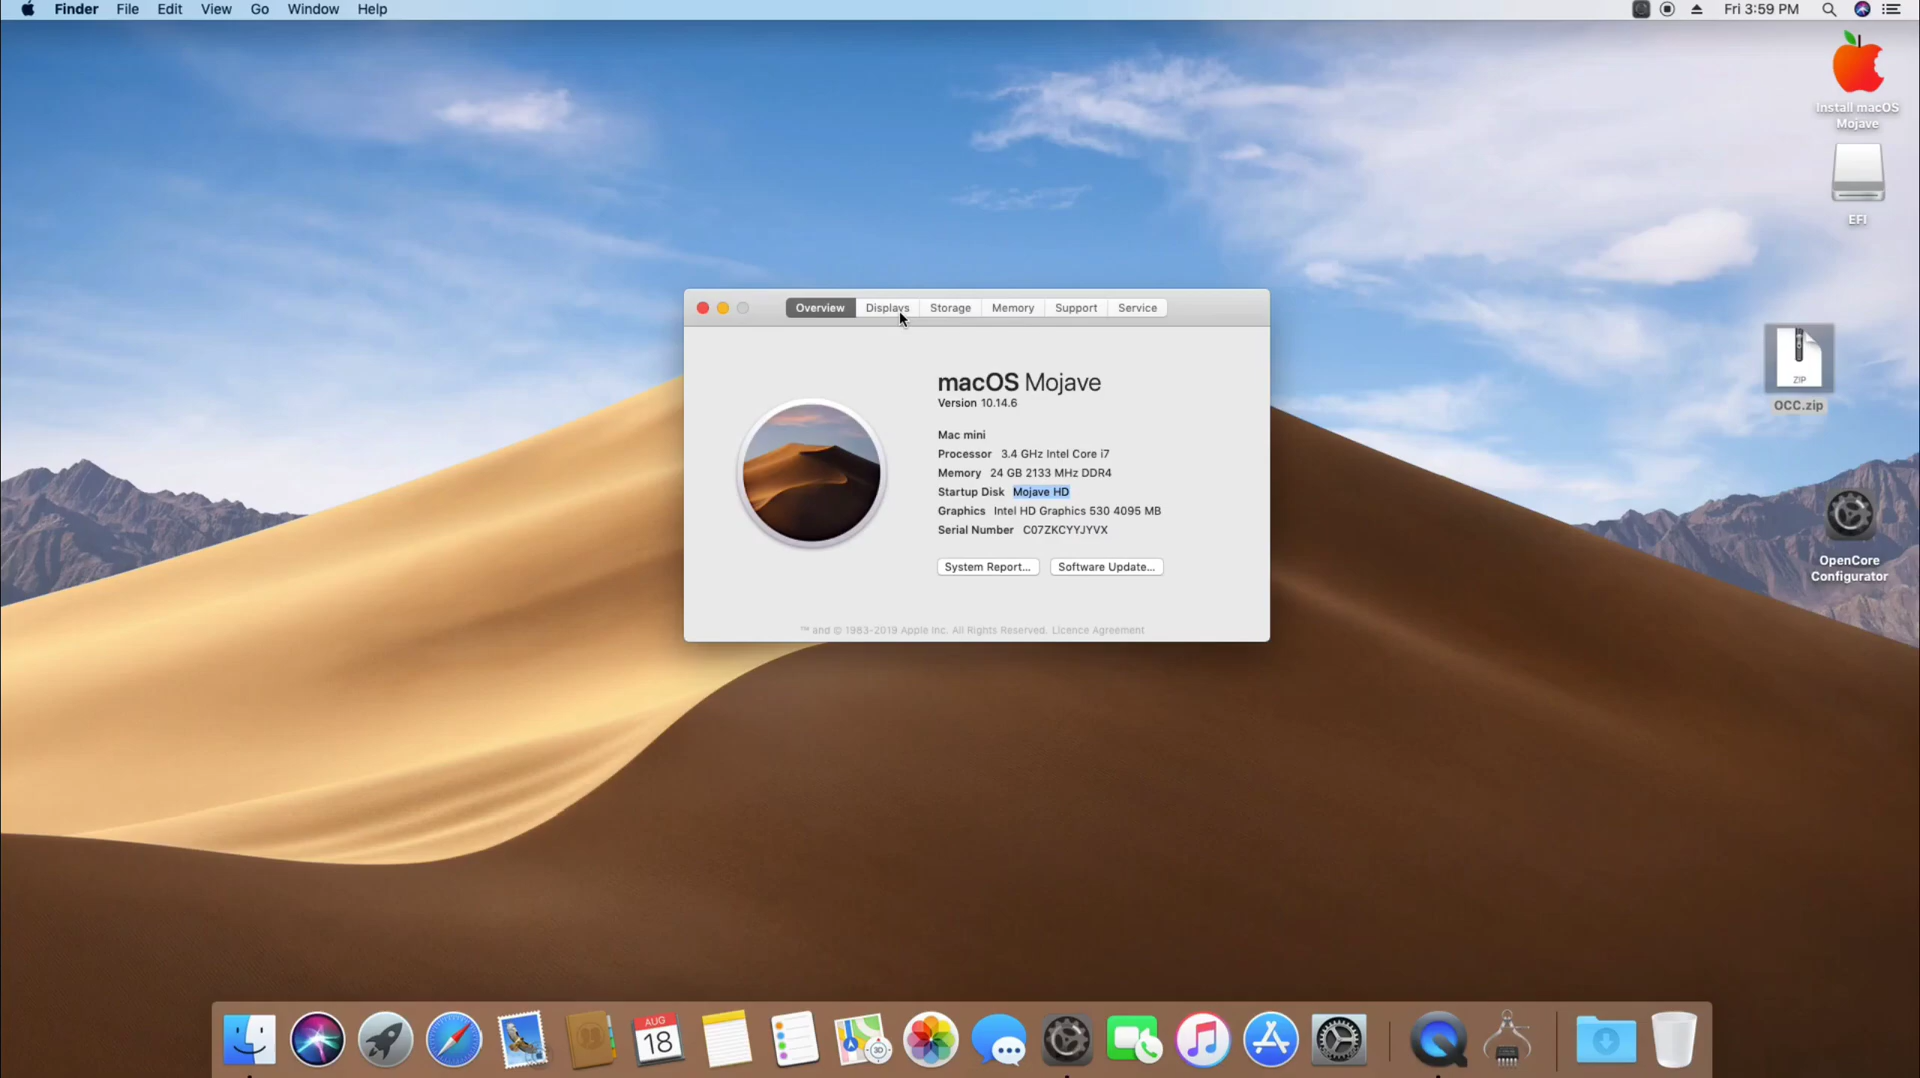 Finder File Edit View Go Window Help
Fri 3:59 PM
Install macOS
Mojave
EFI
ZIP
OCC.zip
OpenCore
Configurator
Overview Displays Storage Memory Support Service
macOS Mojave
Version 10.14.6
Mac mini
Processor 3.4 GHz Intel Core i7
Memory 24 GB 2133 MHz DDR4
Startup Disk Mojave HD
Graphics Intel HD Graphics 530 4095 MB
Serial Number C07ZKCYYJYVX
System Report... Software Update...
™ and © 1983-2019 Apple Inc. All Rights Reserved. Licence Agreement
AUG
18
3D